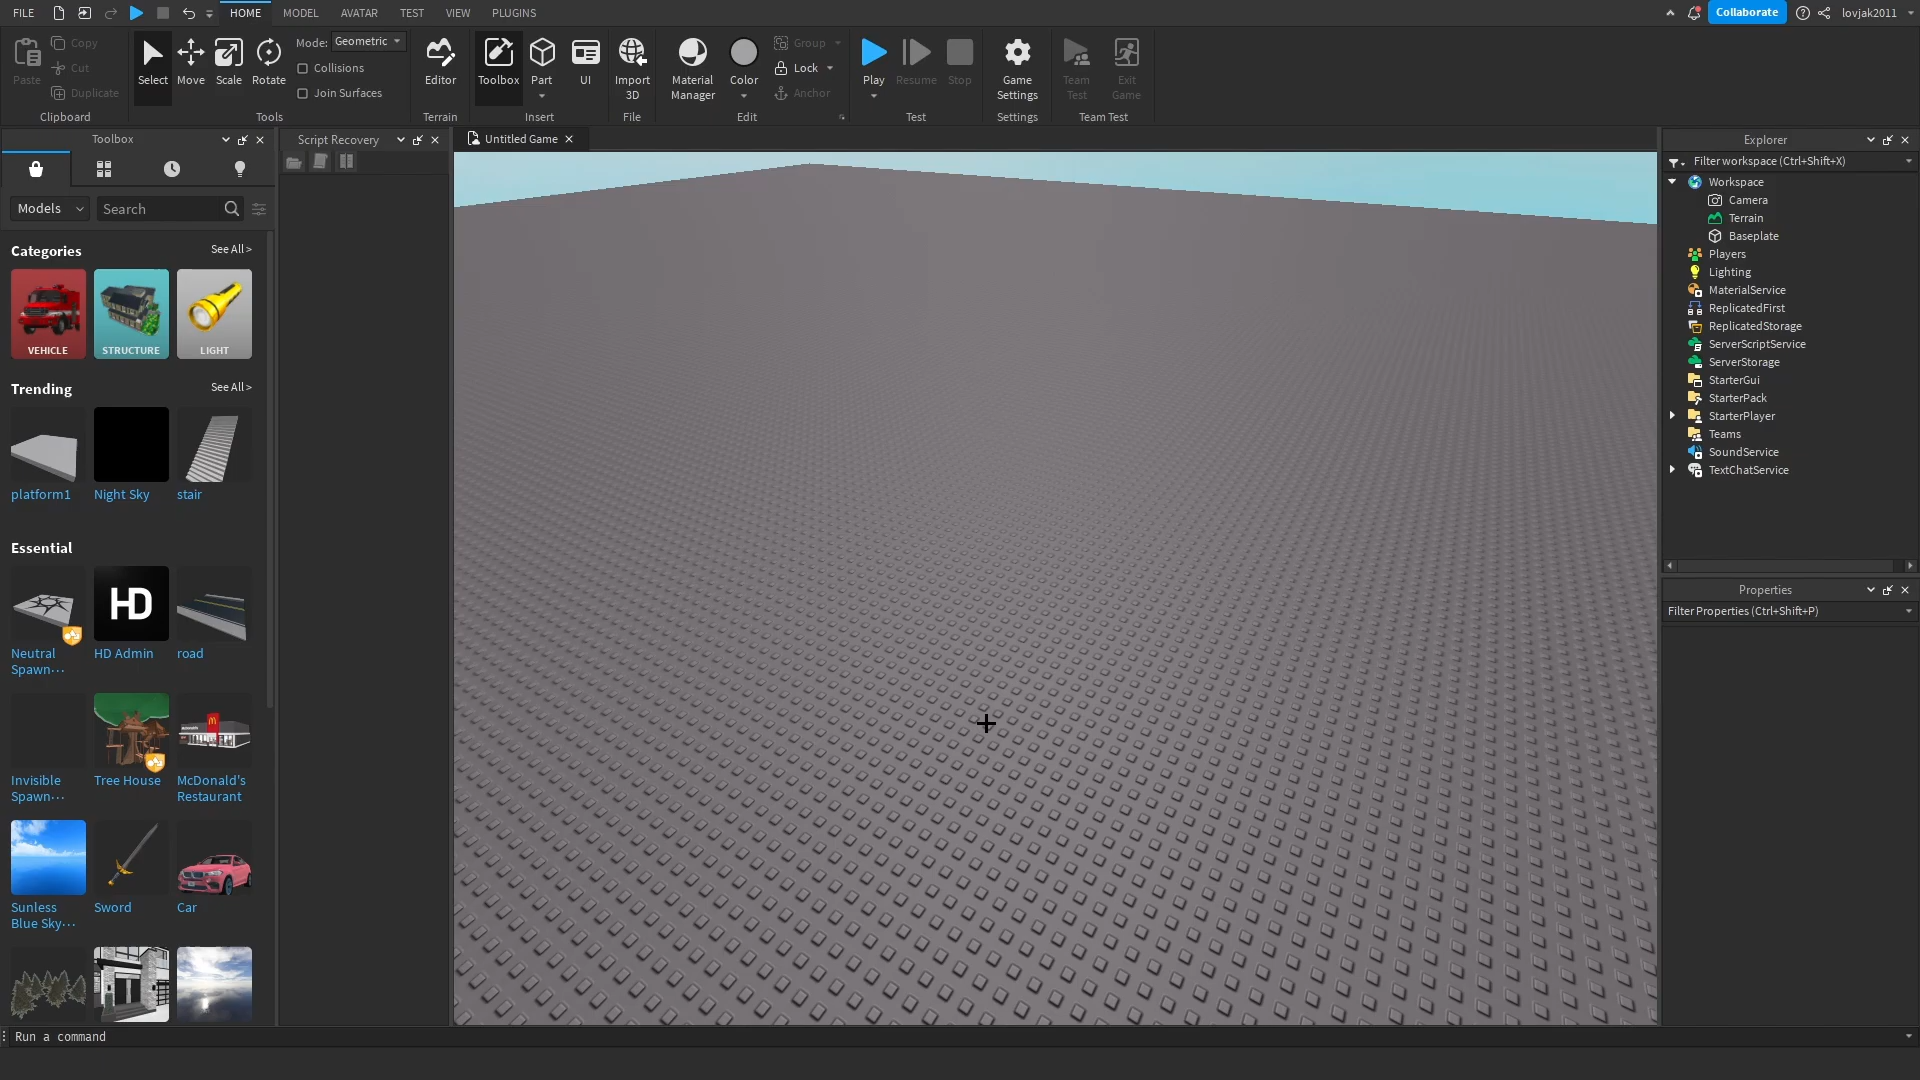 FILE
HOME
MODEL
AVATAR
TEST
VIEW
PLUGINS
Collaborate
lovjak2011
Paste
Copy
Cut
Duplicate
Clipboard
Select
Move
Scale
Rotate
Mode: Geometric
Collisions
Join Surfaces
Tools
Editor
Terrain
Toolbox
Part
UI
Insert
Import
3D
File
Material
Manager
Color
Group
Lock
Anchor
Edit
Play
Resume
Stop
Test
Game
Settings
Settings
Team
Test
Exit
Game
Team Test
Toolbox
Models
Search
Categories
See All >
VEHICLE
STRUCTURE
LIGHT
Trending
See All >
platform1
Night Sky
stair
Essential
HD
Neutral
Spawn...
HD Admin
road
Invisible
Spawn...
Tree House
McDonald's
Restaurant
Sunless
Blue Sky...
Sword
Car
Script Recovery
Untitled Game
Explorer
Filter workspace (Ctrl+Shift+X)
Workspace
Camera
Terrain
Baseplate
Players
Lighting
MaterialService
ReplicatedFirst
ReplicatedStorage
ServerScriptService
ServerStorage
StarterGui
StarterPack
StarterPlayer
Teams
SoundService
TextChatService
Properties
Filter Properties (Ctrl+Shift+P)
Run a command